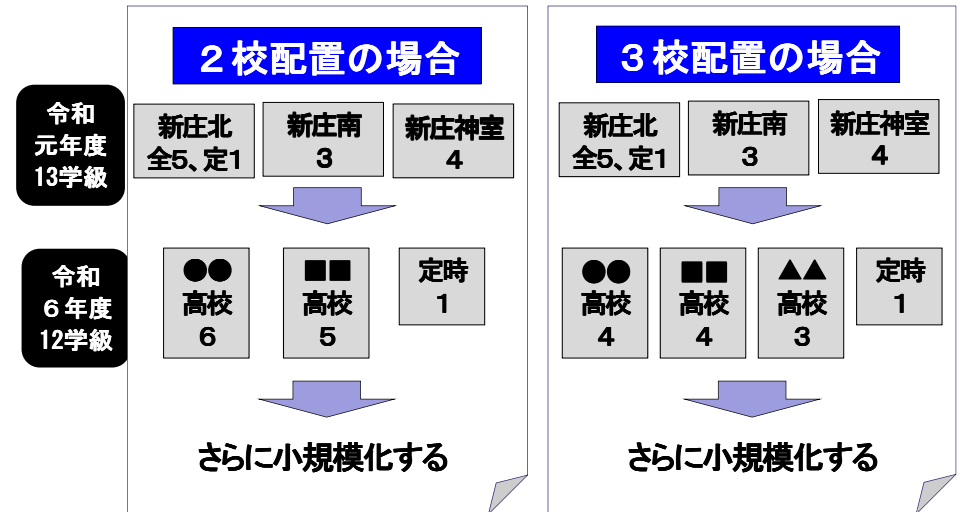 ２校配置の場合
３校配置の場合
令和
元年度
13学級
新庄北
全5、定1
新庄南
3
新庄神室
4
新庄北
全5、定1
新庄南
3
新庄神室
4
令和
６年度
12学級
●●
高校
6
■■
高校
5
定時
1
●●
高校
4
■■
高校
4
▲▲
高校
3
定時
1
さらに小規模化する
さらに小規模化する